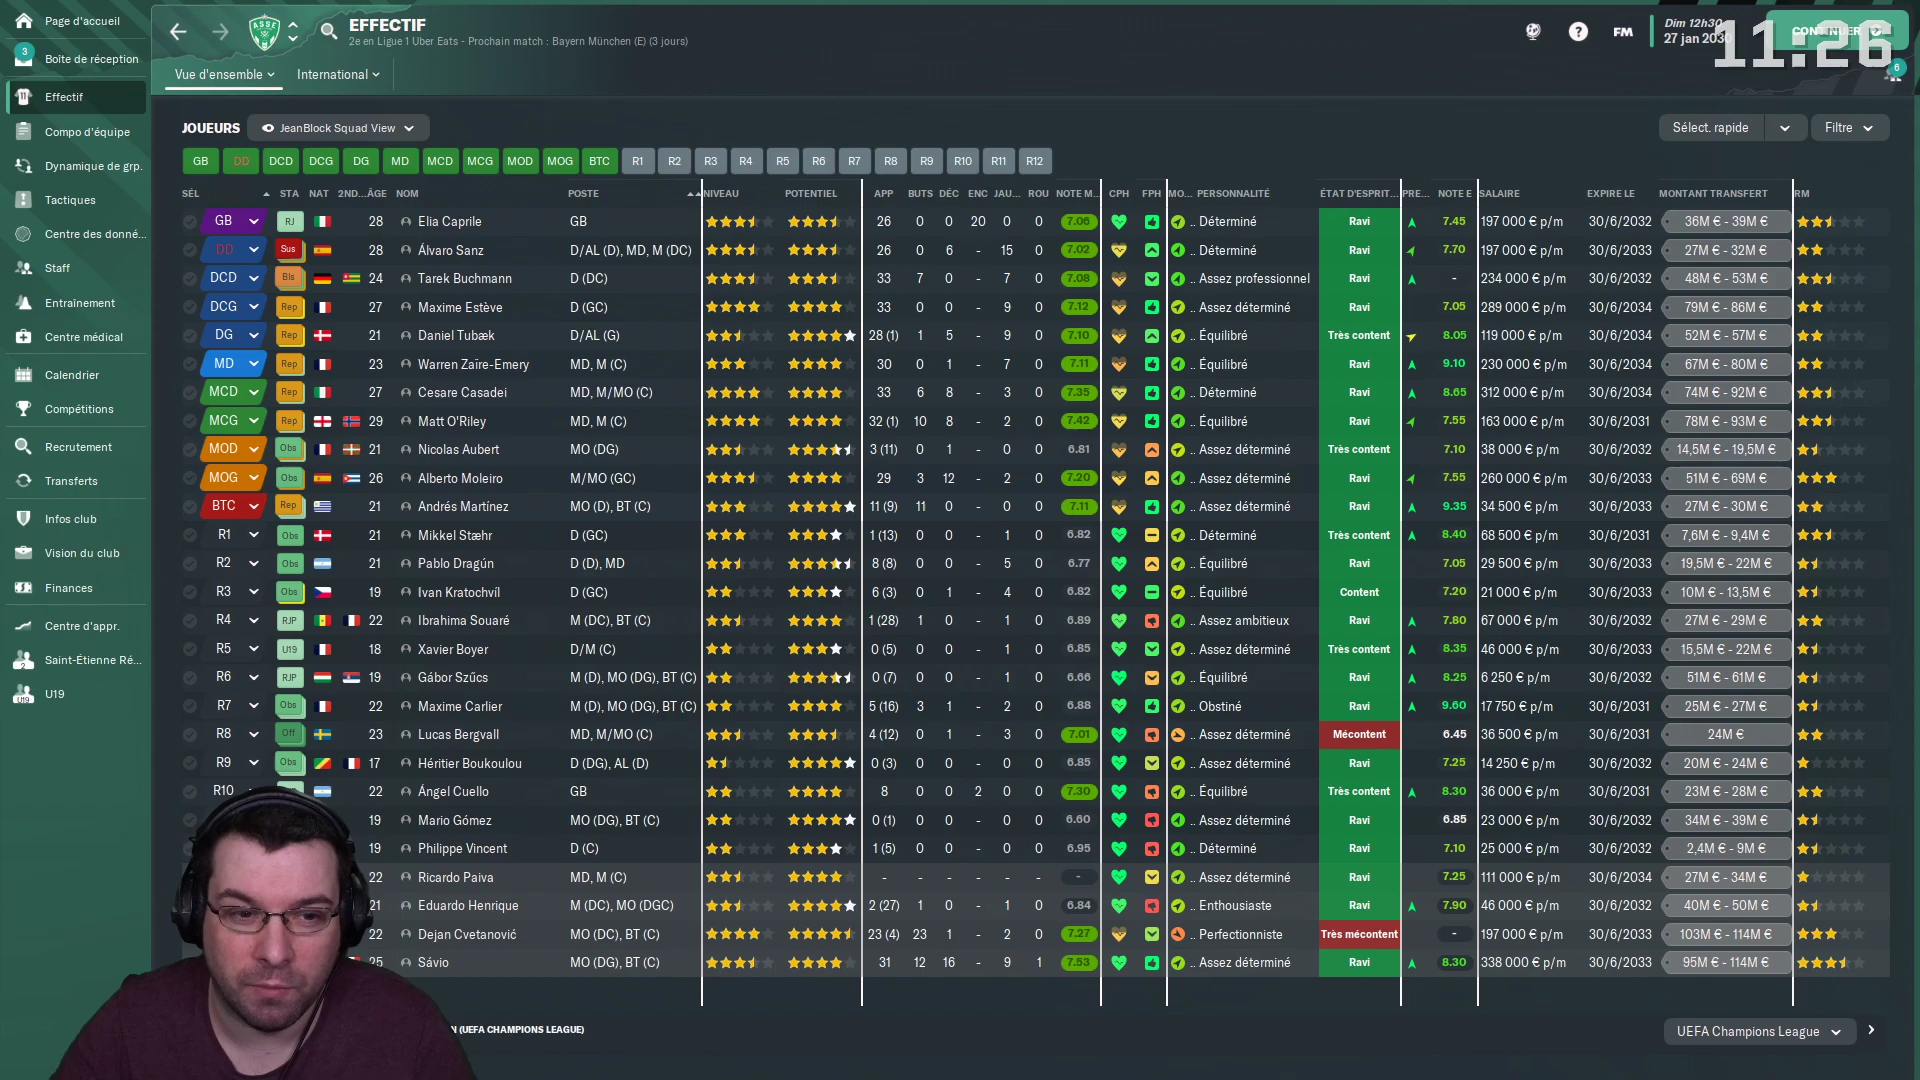 Page d'accueil
3
Boîte de réception
Effectif
Compo d'équipe
Dynamique de grp.
Tactiques
Centre des donné...
Staff
Entraînement
Centre médical
Calendrier
Compétitions
Recrutement
Transferts
Infos club
Vision du club
Finances
Centre d'appr.
Saint-Étienne Ré...
U19
ASSE
EFFECTIF
2e en Ligue 1 Uber Eats - Prochain match : Bayern München (E) (3 jours)
FM
Dim 12h30
27 jan 2030
CONTINUER
11:26
6
Vue d'ensemble
International
JOUEURS
JeanBlock Squad View
Sélect. rapide
Filtre
GB DD DCD DCG DG MD MCD MCG MOD MOG BTC R1 R2 R3 R4 R5 R6 R7 R8 R9 R10 R11 R12
SÉL STA NAT 2ND... ÂGE NOM POSTE NIVEAU POTENTIEL APP BUTS DÉC ENC JAU... ROU NOTE M... CPH FPH MO... PERSONNALITÉ ÉTAT D'ESPRIT... PRE... NOTE E SALAIRE EXPIRE LE MONTANT TRANSFERT RM
GB RJ 28 Elia Caprile GB 26 0 0 20 0 0 7.06 .. Déterminé Ravi 7.45 197 000 € p/m 30/6/2032 36M € - 39M €
DD Sus 28 Álvaro Sanz D/AL (D), MD, M (DC) 26 0 6 - 15 0 7.02 .. Déterminé Ravi 7.70 197 000 € p/m 30/6/2033 27M € - 32M €
DCD Bls 24 Tarek Buchmann D (DC) 33 7 0 - 7 0 7.08 .. Assez professionnel Ravi - 234 000 € p/m 30/6/2032 48M € - 53M €
DCG Rep 27 Maxime Estève D (GC) 33 0 0 - 9 0 7.12 .. Assez déterminé Ravi 7.05 289 000 € p/m 30/6/2034 79M € - 86M €
DG Rep 21 Daniel Tubæk D/AL (G) 28 (1) 1 5 - 9 0 7.10 .. Équilibré Très content 8.05 119 000 € p/m 30/6/2034 52M € - 57M €
MD Rep 23 Warren Zaïre-Emery MD, M (C) 30 0 1 - 7 0 7.11 .. Équilibré Ravi 9.10 230 000 € p/m 30/6/2034 67M € - 80M €
MCD Rep 27 Cesare Casadei MD, M/MO (C) 33 6 8 - 3 0 7.35 .. Déterminé Ravi 8.65 312 000 € p/m 30/6/2034 74M € - 92M €
MCG Rep 29 Matt O'Riley MD, M (C) 32 (1) 10 8 - 2 0 7.42 .. Équilibré Ravi 7.55 163 000 € p/m 30/6/2031 78M € - 93M €
MOD Obs 21 Nicolas Aubert MO (DG) 3 (11) 0 1 - 0 0 6.81 .. Assez déterminé Très content 7.10 38 000 € p/m 30/6/2032 14,5M € - 19,5M €
MOG Obs 26 Alberto Moleiro M/MO (GC) 29 3 12 - 2 0 7.20 .. Assez déterminé Ravi 7.55 260 000 € p/m 30/6/2033 51M € - 69M €
BTC Rep 21 Andrés Martínez MO (D), BT (C) 11 (9) 11 0 - 0 0 7.11 .. Assez déterminé Ravi 9.35 34 500 € p/m 30/6/2033 27M € - 30M €
R1 Obs 21 Mikkel Stæhr D (GC) 1 (13) 0 0 - 1 0 6.82 .. Déterminé Très content 8.40 68 500 € p/m 30/6/2031 7,6M € - 9,4M €
R2 Obs 21 Pablo Dragún D (D), MD 8 (8) 0 0 - 5 0 6.77 .. Équilibré Ravi 7.05 29 500 € p/m 30/6/2033 19,5M € - 22M €
R3 Obs 19 Ivan Kratochvíl D (GC) 6 (3) 0 1 - 4 0 6.82 .. Équilibré Content 7.20 21 000 € p/m 30/6/2033 10M € - 13,5M €
R4 RJP 22 Ibrahima Souaré M (DC), BT (C) 1 (28) 1 0 - 1 0 6.89 .. Assez ambitieux Ravi 7.80 67 000 € p/m 30/6/2032 27M € - 29M €
R5 U19 18 Xavier Boyer D/M (C) 0 (5) 0 0 - 1 0 6.85 .. Assez déterminé Très content 8.35 46 000 € p/m 30/6/2033 15,5M € - 22M €
R6 RJP 19 Gábor Szűcs M (D), MO (DG), BT (C) 0 (7) 0 0 - 1 0 6.66 .. Équilibré Ravi 8.25 6 250 € p/m 30/6/2032 51M € - 61M €
R7 Obs 22 Maxime Carlier M (D), MO (DG), BT (C) 5 (16) 3 1 - 2 0 6.88 .. Obstiné Ravi 9.60 17 750 € p/m 30/6/2032 25M € - 27M €
R8 Off 23 Lucas Bergvall MD, M/MO (C) 4 (12) 0 1 - 3 0 7.01 .. Assez déterminé Mécontent 6.45 36 500 € p/m 30/6/2031 24M €
R9 Obs 17 Héritier Boukoulou D (DG), AL (D) 0 (3) 0 0 - 0 0 6.85 .. Assez déterminé Ravi 7.25 14 250 € p/m 30/6/2032 20M € - 24M €
R10 22 Ángel Cuello GB 8 0 0 2 0 0 7.30 .. Équilibré Très content 8.30 36 000 € p/m 30/6/2031 23M € - 28M €
19 Mario Gómez MO (DG), BT (C) 0 (1) 0 0 - 0 0 6.60 .. Assez déterminé Ravi 6.85 23 000 € p/m 30/6/2032 34M € - 39M €
19 Philippe Vincent D (C) 1 (5) 0 0 - 0 0 6.95 .. Déterminé Ravi 7.10 25 000 € p/m 30/6/2032 2,4M € - 9M €
22 Ricardo Paiva MD, M (C) - - - - - - - .. Assez déterminé Ravi 7.25 111 000 € p/m 30/6/2034 27M € - 34M €
21 Eduardo Henrique M (DC), MO (DGC) 2 (27) 1 0 - 1 0 6.84 .. Enthousiaste Ravi 7.90 46 000 € p/m 30/6/2032 40M € - 50M €
22 Dejan Cvetanović MO (DC), BT (C) 23 (4) 23 1 - 2 0 7.27 .. Perfectionniste Très mécontent - 197 000 € p/m 30/6/2033 103M € - 114M €
25 Sávio MO (DG), BT (C) 31 12 16 - 9 1 7.53 .. Assez déterminé Ravi 8.30 338 000 € p/m 30/6/2033 95M € - 114M €
N (UEFA CHAMPIONS LEAGUE)
UEFA Champions League